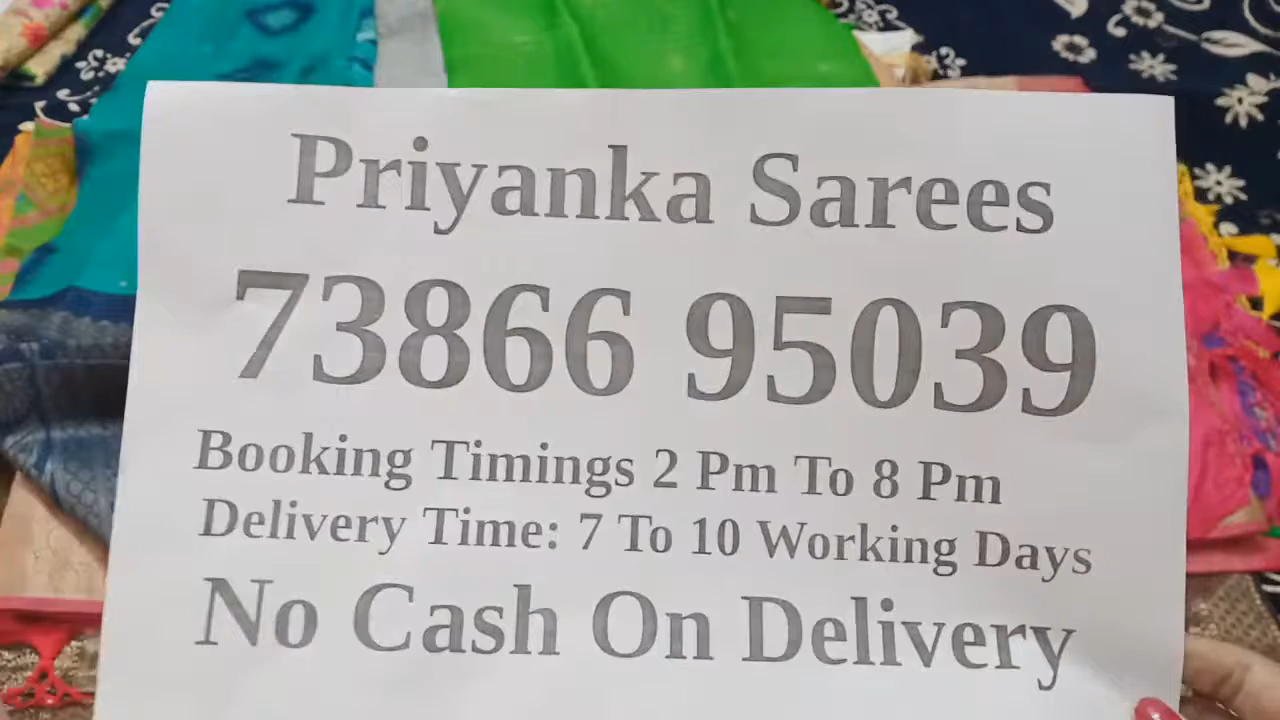 Priyanka Sarees
73866 95039
Booking Timings 2 Pm To 8 Pm
Delivery Time: 7 To 10 Working Days
No Cash On Delivery